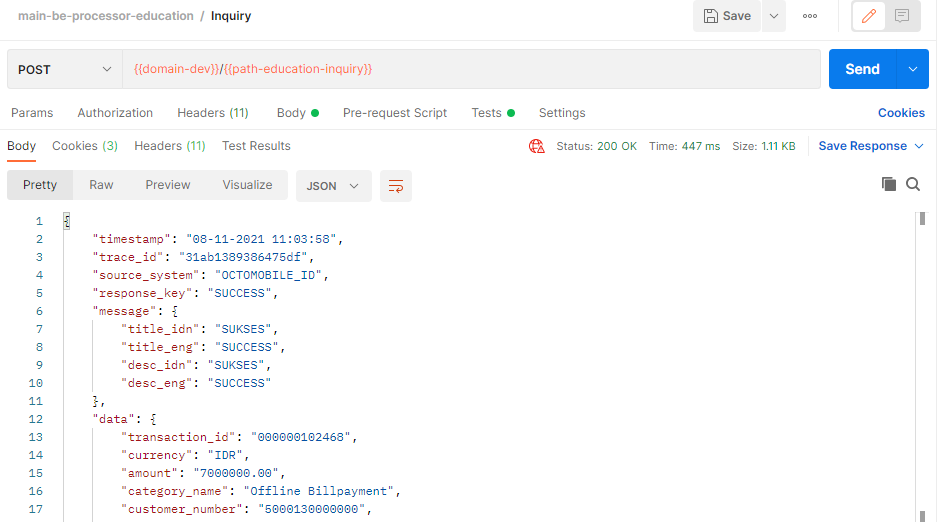 main-be-processor-education / Inquiry Save
POST {{domain-dev}}/{{path-education-inquiry}} Send
Params Authorization Headers (11) Body Pre-request Script Tests Settings Cookies
Body Cookies (3) Headers (11) Test Results Status: 200 OK Time: 447 ms Size: 1.11 KB Save Response
Pretty Raw Preview Visualize JSON
1 {
2 "timestamp": "08-11-2021 11:03:58",
3 "trace_id": "31ab1389386475df",
4 "source_system": "OCTOMOBILE_ID",
5 "response_key": "SUCCESS",
6 "message": {
7 "title_idn": "SUKSES",
8 "title_eng": "SUCCESS",
9 "desc_idn": "SUKSES",
10 "desc_eng": "SUCCESS"
11 },
12 "data": {
13 "transaction_id": "000000102468",
14 "currency": "IDR",
15 "amount": "7000000.00",
16 "category_name": "Offline Billpayment",
17 "customer_number": "5000130000000",